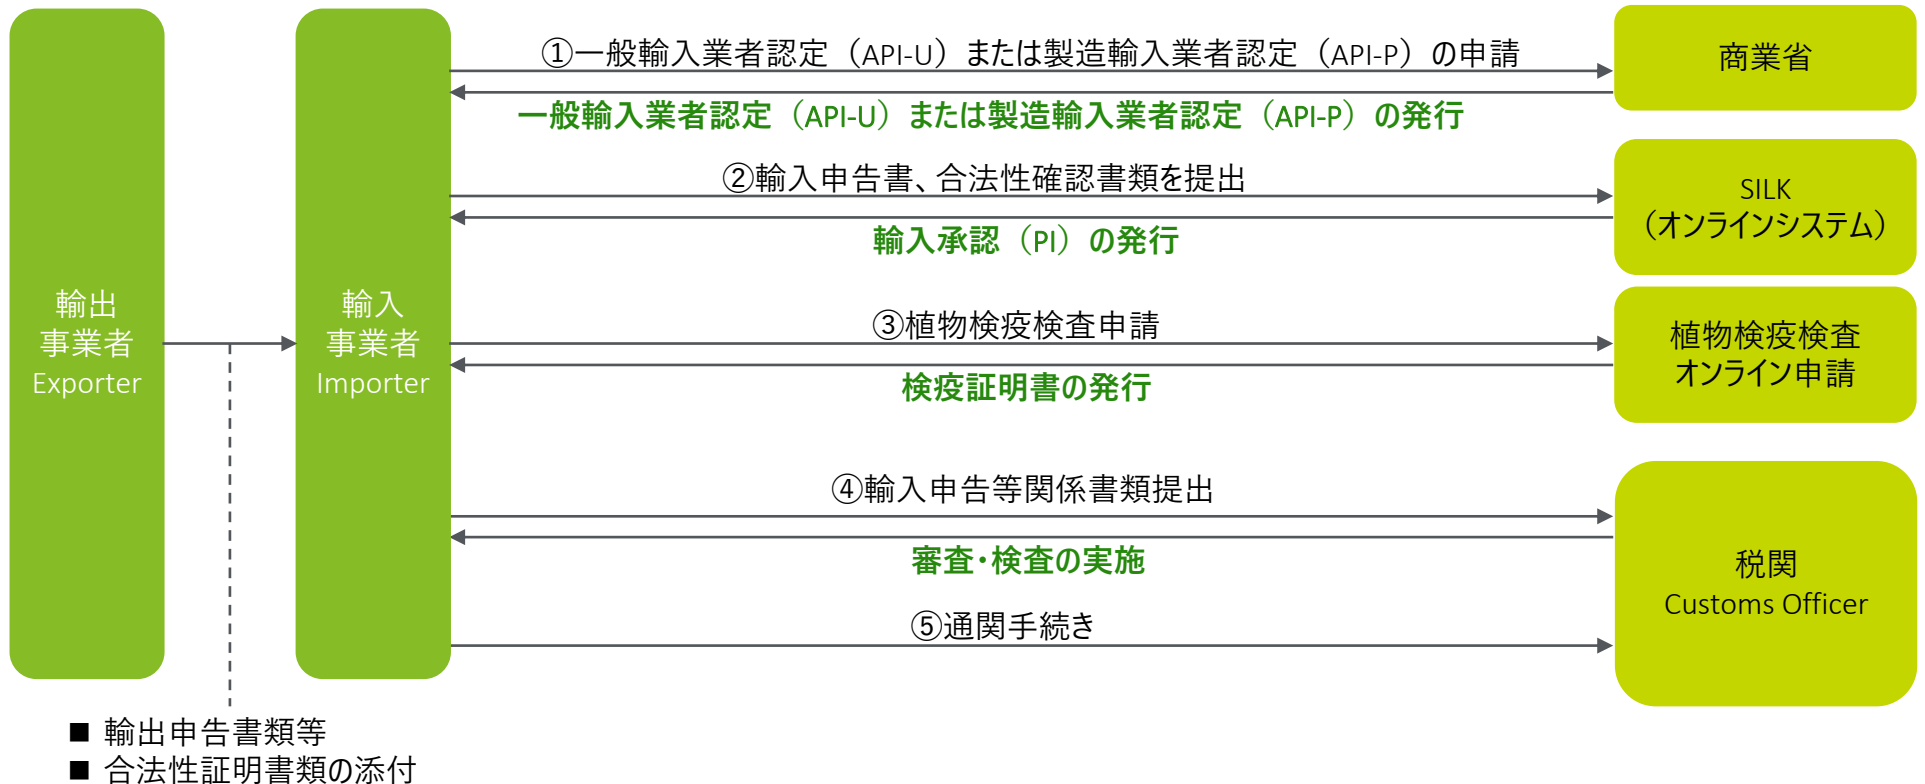 ①一般輸入業者認定（API-U）または製造輸入業者認定（API-P）の申請
商業省
一般輸入業者認定（API-U）または製造輸入業者認定（API-P）の発行
②輸入申告書、合法性確認書類を提出
SILK
（オンラインシステム）
輸入承認（PI）の発行
輸出
事業者
Exporter
輸入
事業者
Importer
③植物検疫検査申請
植物検疫検査
オンライン申請
検疫証明書の発行
④輸入申告等関係書類提出
審査・検査の実施
税関
Customs Officer
⑤通関手続き
■ 輸出申告書類等
■ 合法性証明書類の添付